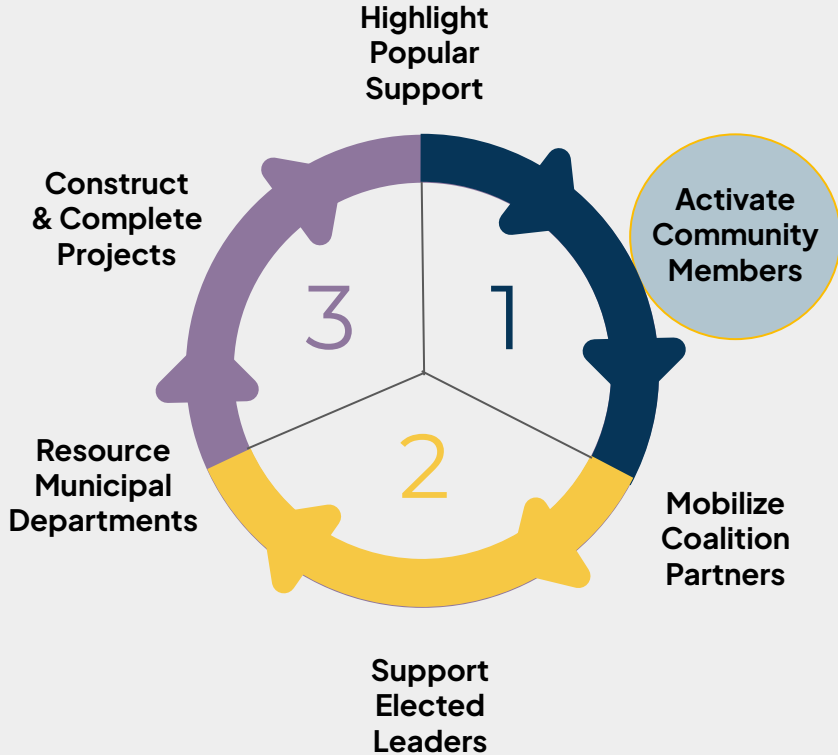 Highlight
Popular
Support
Activate
Community
Members
Mobilize
Coalition
Partners
Support
Elected
Leaders
Resource
Municipal
Departments
Construct
& Complete
Projects
1
2
3